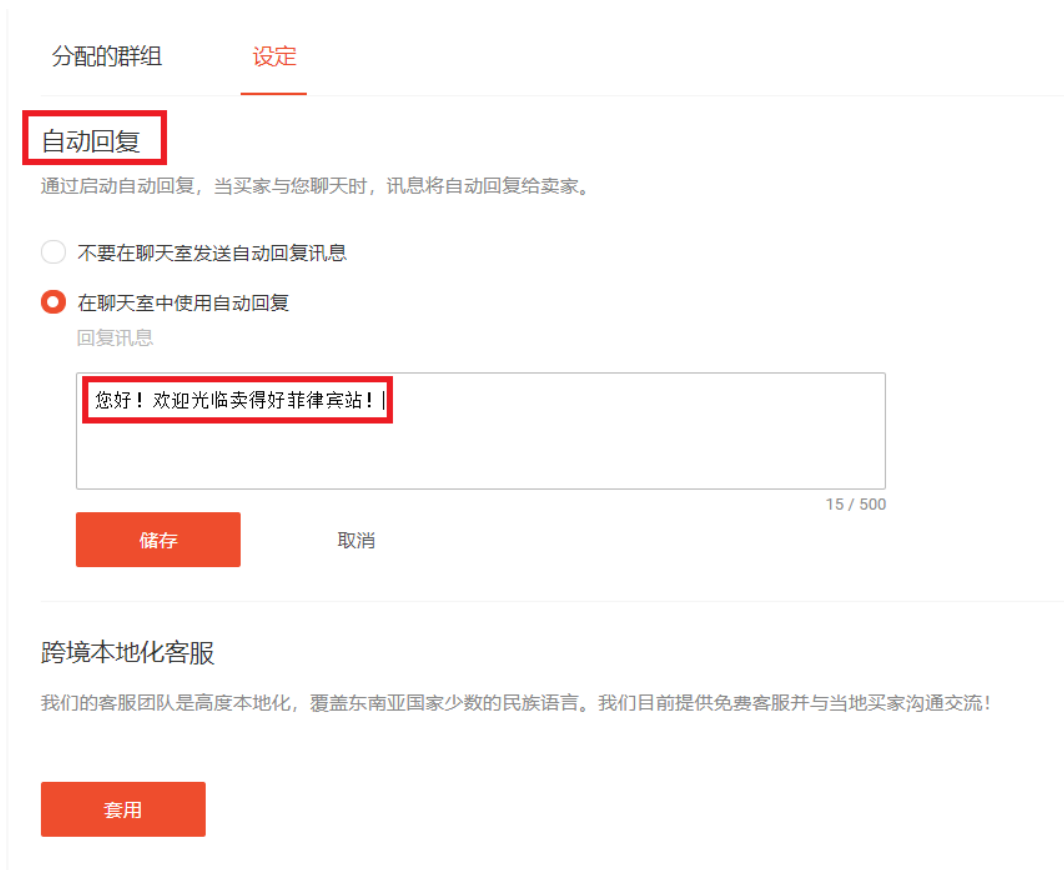 分配的群组 设定
自动回复
通过启动自动回复，当买家与您聊天时，讯息将自动回复给卖家。
不要在聊天室发送自动回复讯息
在聊天室中使用自动回复
回复讯息
您好！欢迎光临卖得好菲律宾站！
15 / 500
储存 取消
跨境本地化客服
我们的客服团队是高度本地化，覆盖东南亚国家少数的民族语言。我们目前提供免费客服并与当地买家沟通交流！
套用